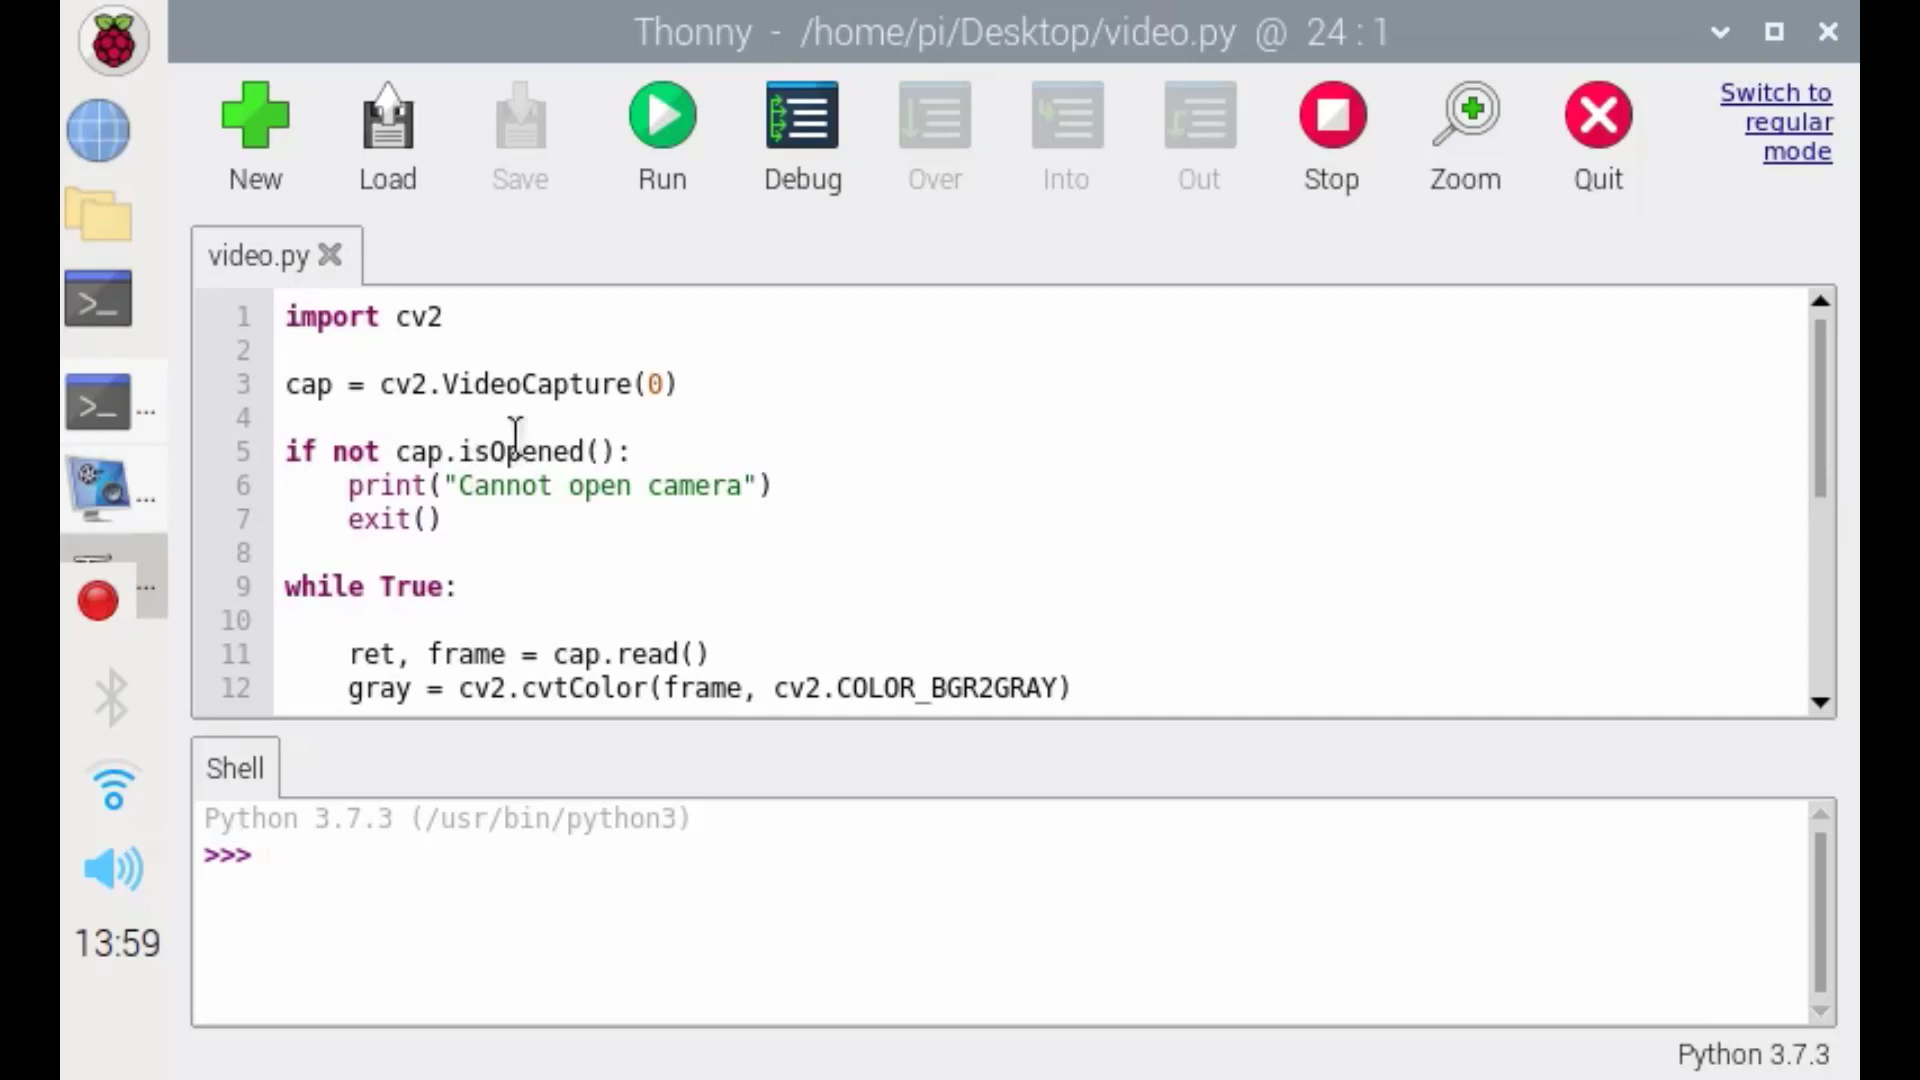 Thonny - /home/pi/Desktop/video.py @ 24:1
New Load Save Run Debug Over Into Out Stop Zoom Quit
Switch to
regular
mode
video.py
1 import cv2
2
3 cap = cv2.VideoCapture(0)
4
5 if not cap.isOpened():
6 print("Cannot open camera")
7 exit()
8
9 while True:
10
11 ret, frame = cap.read()
12 gray = cv2.cvtColor(frame, cv2.COLOR_BGR2GRAY)
Shell
Python 3.7.3 (/usr/bin/python3)
>>>
Python 3.7.3
>_
>_ ...
...
...
13:59